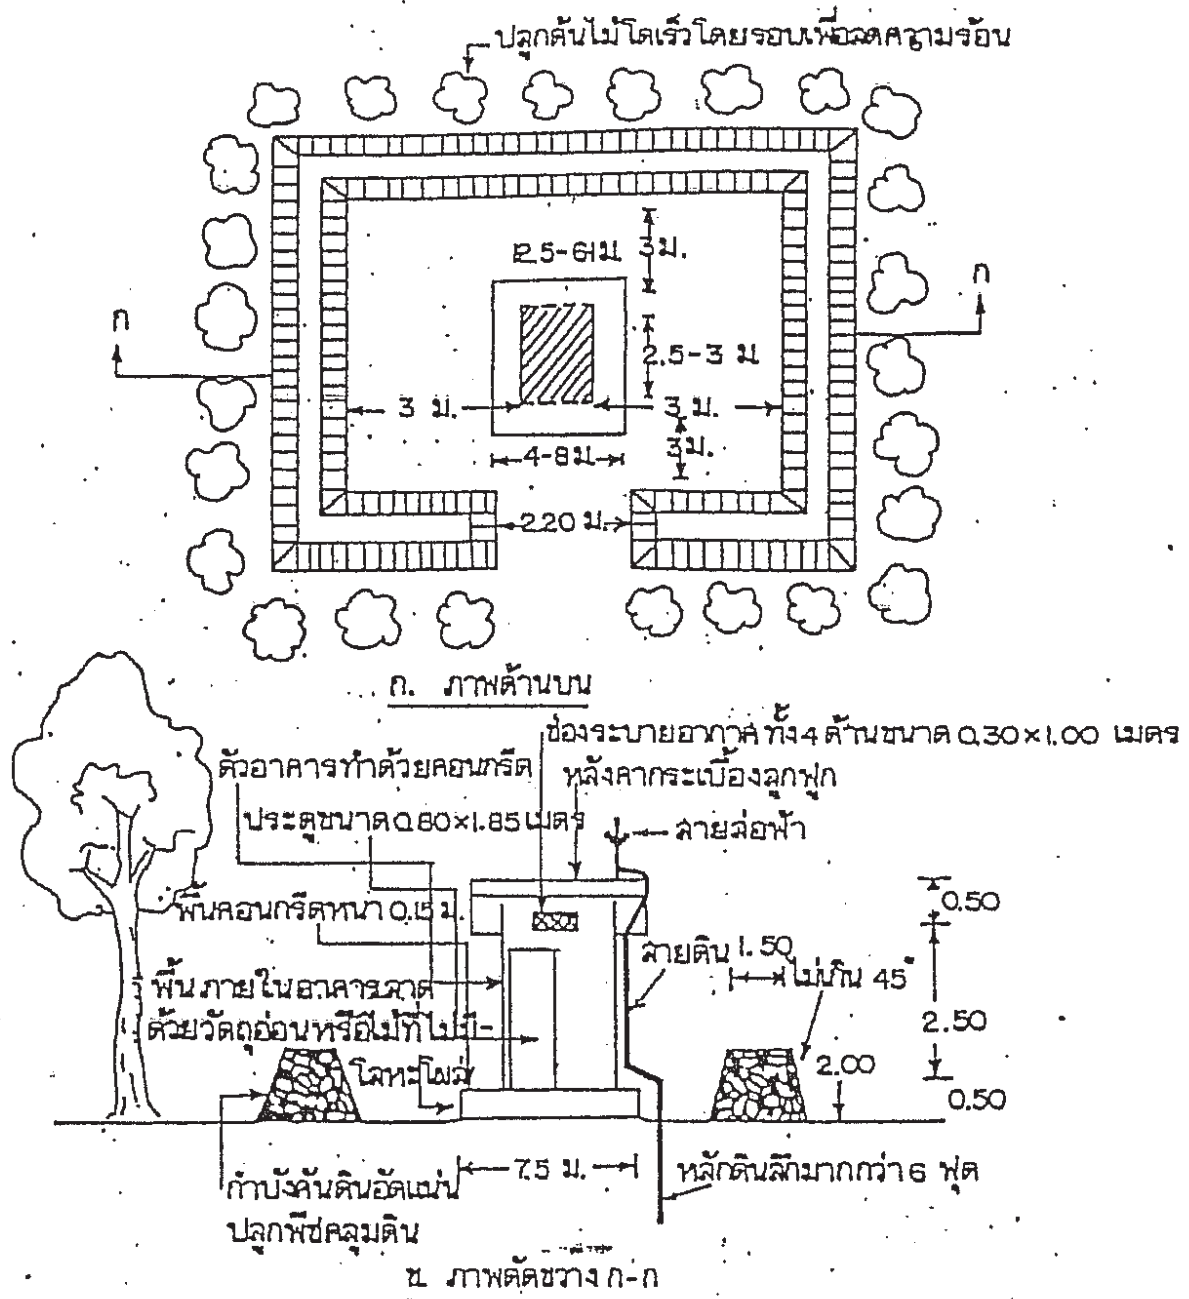 ปลูกต้นไม้โตเร็วโดยรอบเพื่อลดความร้อน
2.5-6 ม.
3 ม.
ก
ก
2.5-3 ม.
3 ม.
3 ม.
3 ม.
4-8 ม.
2.20 ม.
ก. ภาพด้านบน
ช่องระบายอากาศทั้ง 4 ด้านขนาด 0.30×1.00 เมตร
ตัวอาคารทำด้วยคอนกรีต
หลังคากระเบื้องลูกฟูก
ประตูขนาด 0.80×1.85 เมตร
สายล่อฟ้า
0.50
พื้นคอนกรีตหนา 0.15 ม.
สายดิน
1.50
ไม่เกิน 45°
พื้นภายในอาคารลาด
ด้วยวัตถุอ่อนหรือไม้ที่ไม่มี-
โลหะโผล่
2.50
2.00
0.50
7.5 ม.
หลักดินลึกมากกว่า 6 ฟุต
กำบังคันดินอัดแน่น
ปลูกพืชคลุมดิน
ข. ภาพตัดขวาง ก-ก